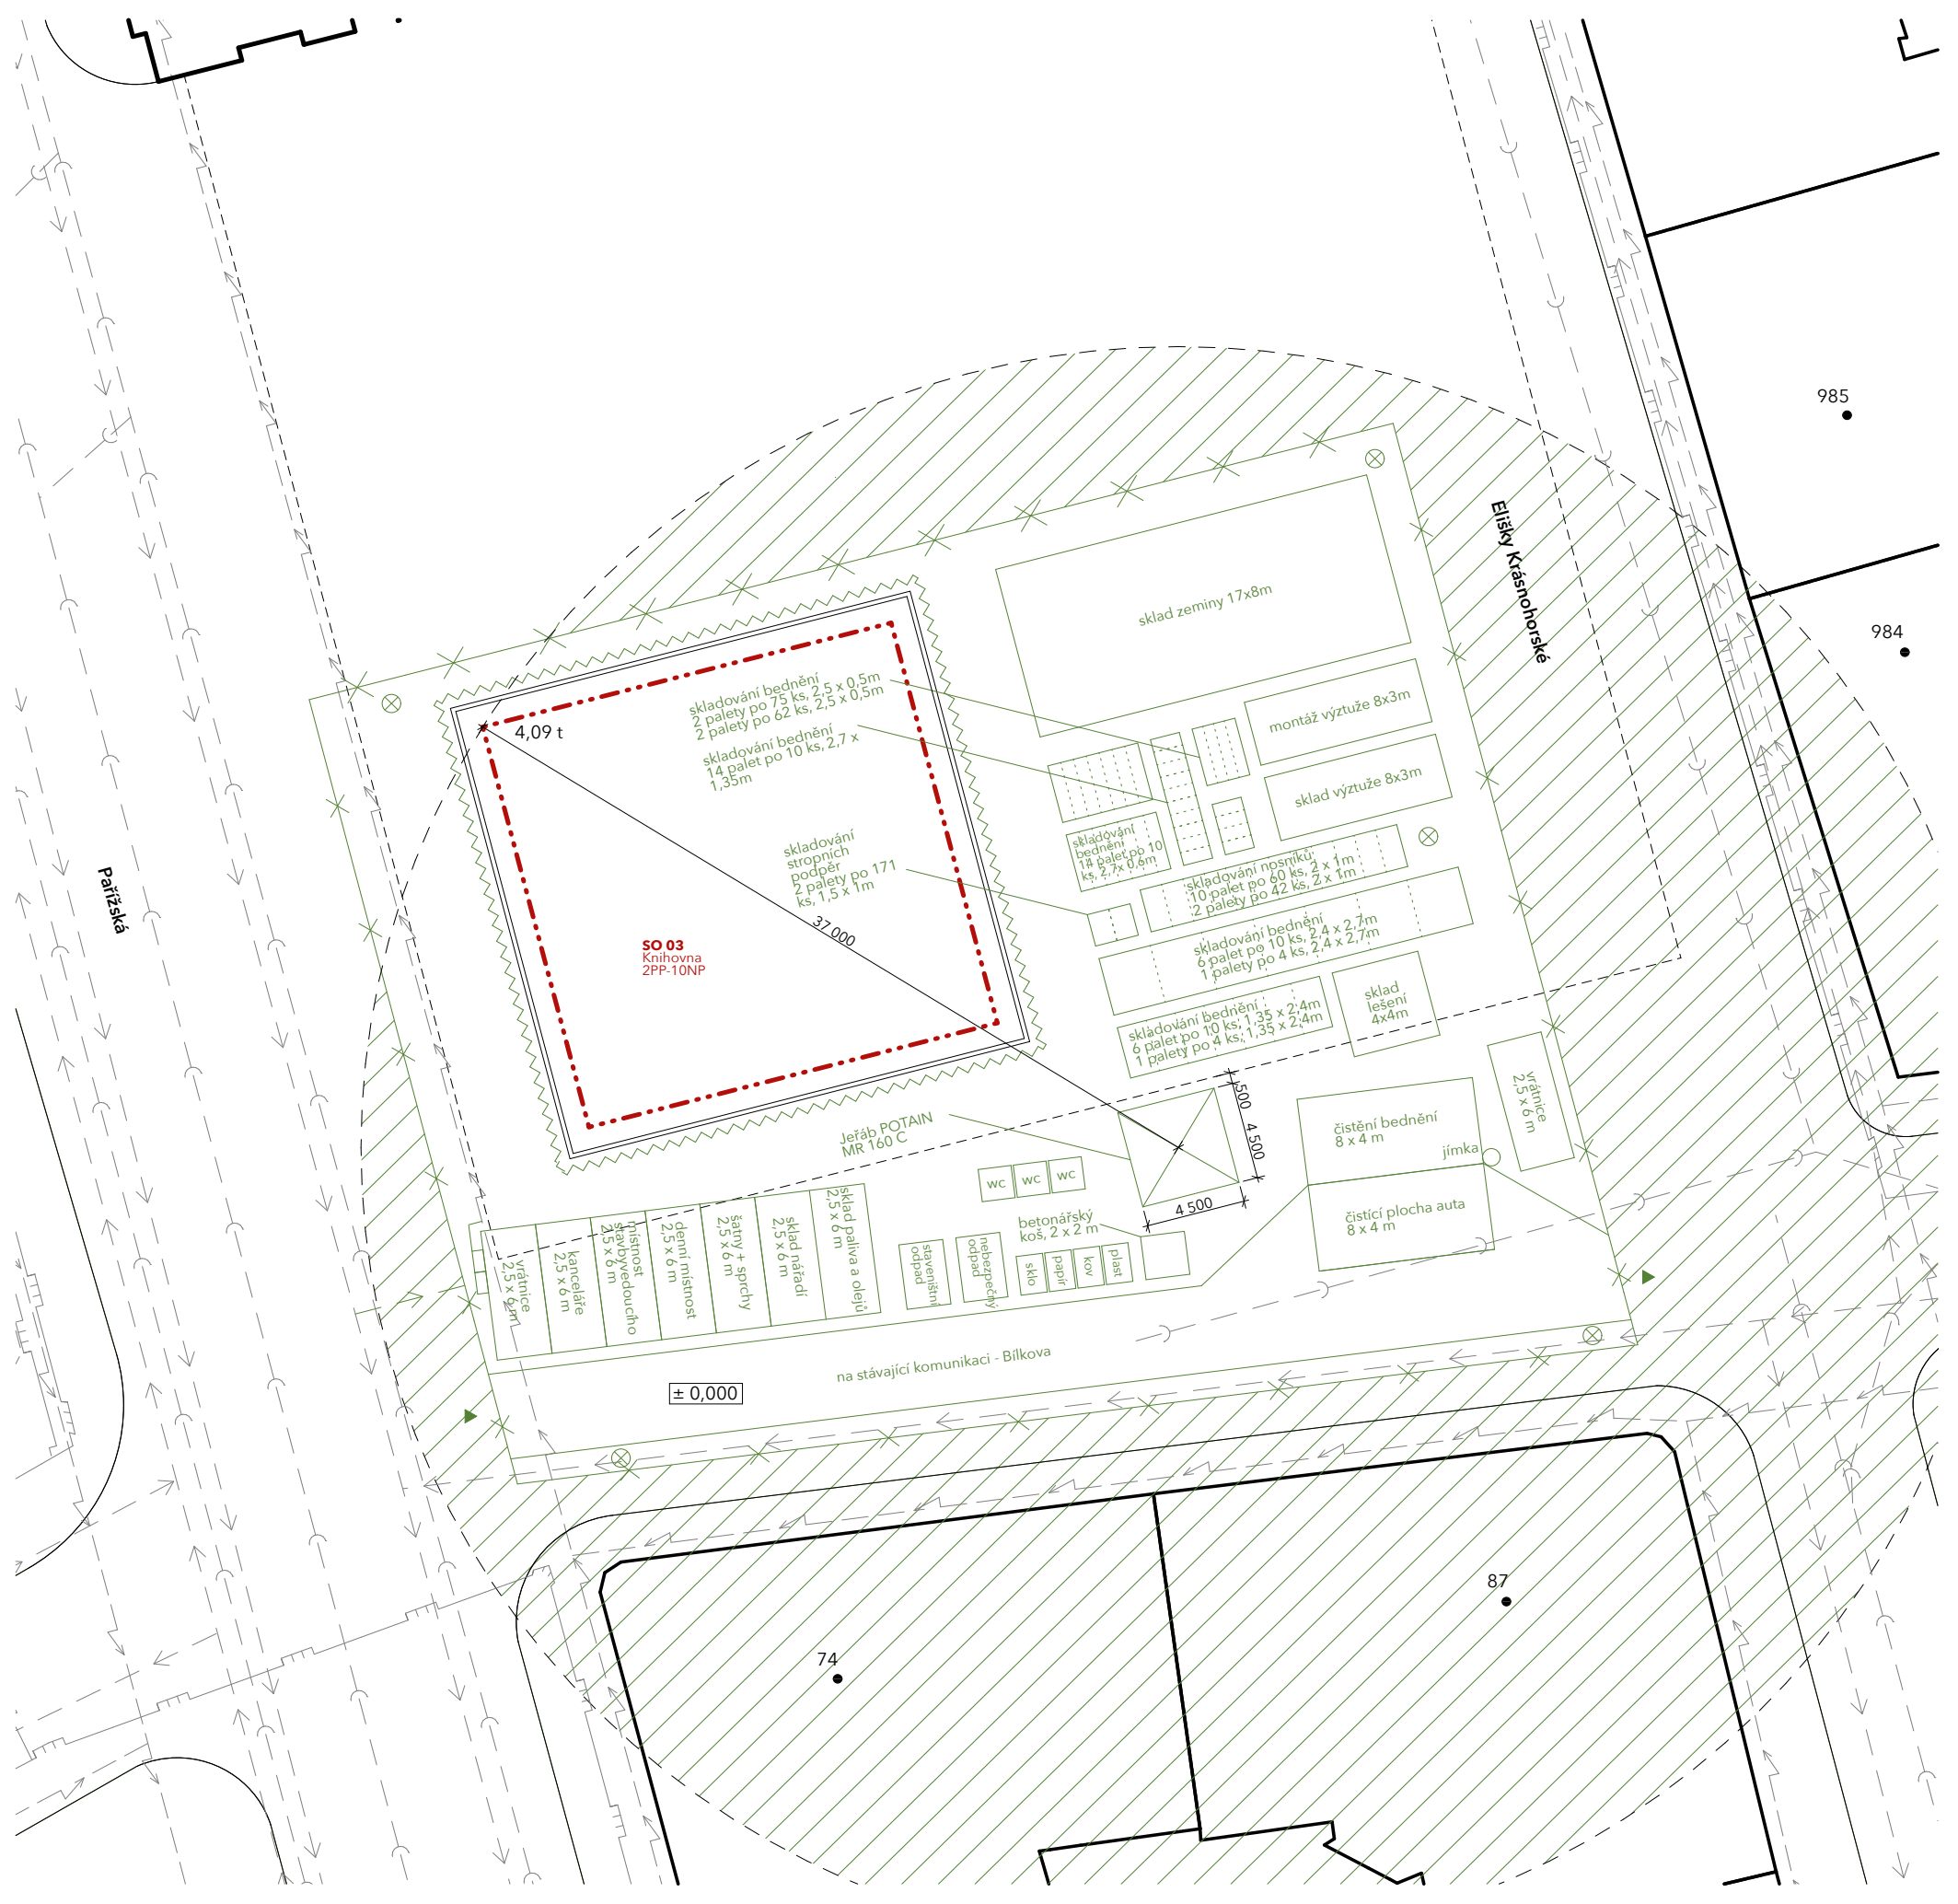 985
Elišky Krásnohorské
984
sklad zeminy 17x8m
skladování bednění
2 palety po 75 ks, 2,5 x 0,5m
2 palety po 62 ks, 2,5 x 0,5m
4,09 t
skladování bednění
14 palet po 10 ks, 2,7 x
1,35m
montáž výztuže 8x3m
sklad výztuže 8x3m
skladování
bednění
14 palet po 10
ks, 2,7x 0,6m
skladování
stropních
podpěr
2 palety po 171
ks, 1,5 x 1m
skladování nosníků
10 palet po 60 ks, 2 x 1m
2 palety po 42 ks, 2 x 1m
Pařížská
37 000
SO 03
Knihovna
2PP-10NP
skladování bednění
6 palet po 10 ks, 2,4 x 2,7m
1 palety po 4 ks, 2,4 x 2,7m
skladování bednění
6 palet po 10 ks, 1,35 x 2,4m
1 palety po 4 ks, 1,35 x 2,4m
sklad
lešení
4x4m
500
4 500
4 500
Jeřáb POTAIN
MR 160 C
čistění bednění
8 x 4 m
jímka
vrátnice
2,5 x 6 m
čistící plocha auta
8 x 4 m
wc
wc
wc
betonářský
koš, 2 x 2 m
vrátnice
2,5 x 6 m
kanceláře
2,5 x 6 m
místnost
stavbyvedoucího
2,5 x 6 m
denní místnost
2,5 x 6 m
šatny + sprchy
2,5 x 6 m
sklad nářadí
2,5 x 6 m
sklad paliva a olejů
2,5 x 6 m
staveništní
odpad
nebezpečný
odpad
sklo
papír
kov
plast
na stávající komunikaci - Bílkova
± 0,000
87
74